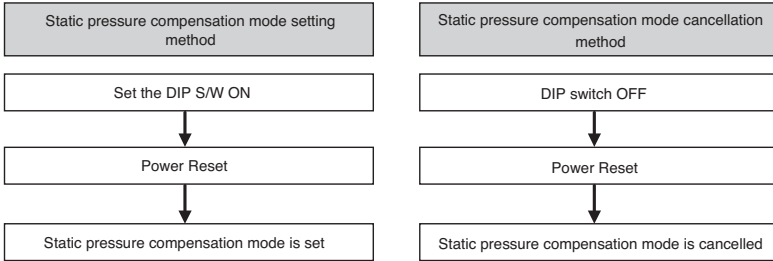 Static pressure compensation mode setting
method
Set the DIP S/W ON
Power Reset
Static pressure compensation mode is set
Static pressure compensation mode cancellation
method
DIP switch OFF
Power Reset
Static pressure compensation mode is cancelled